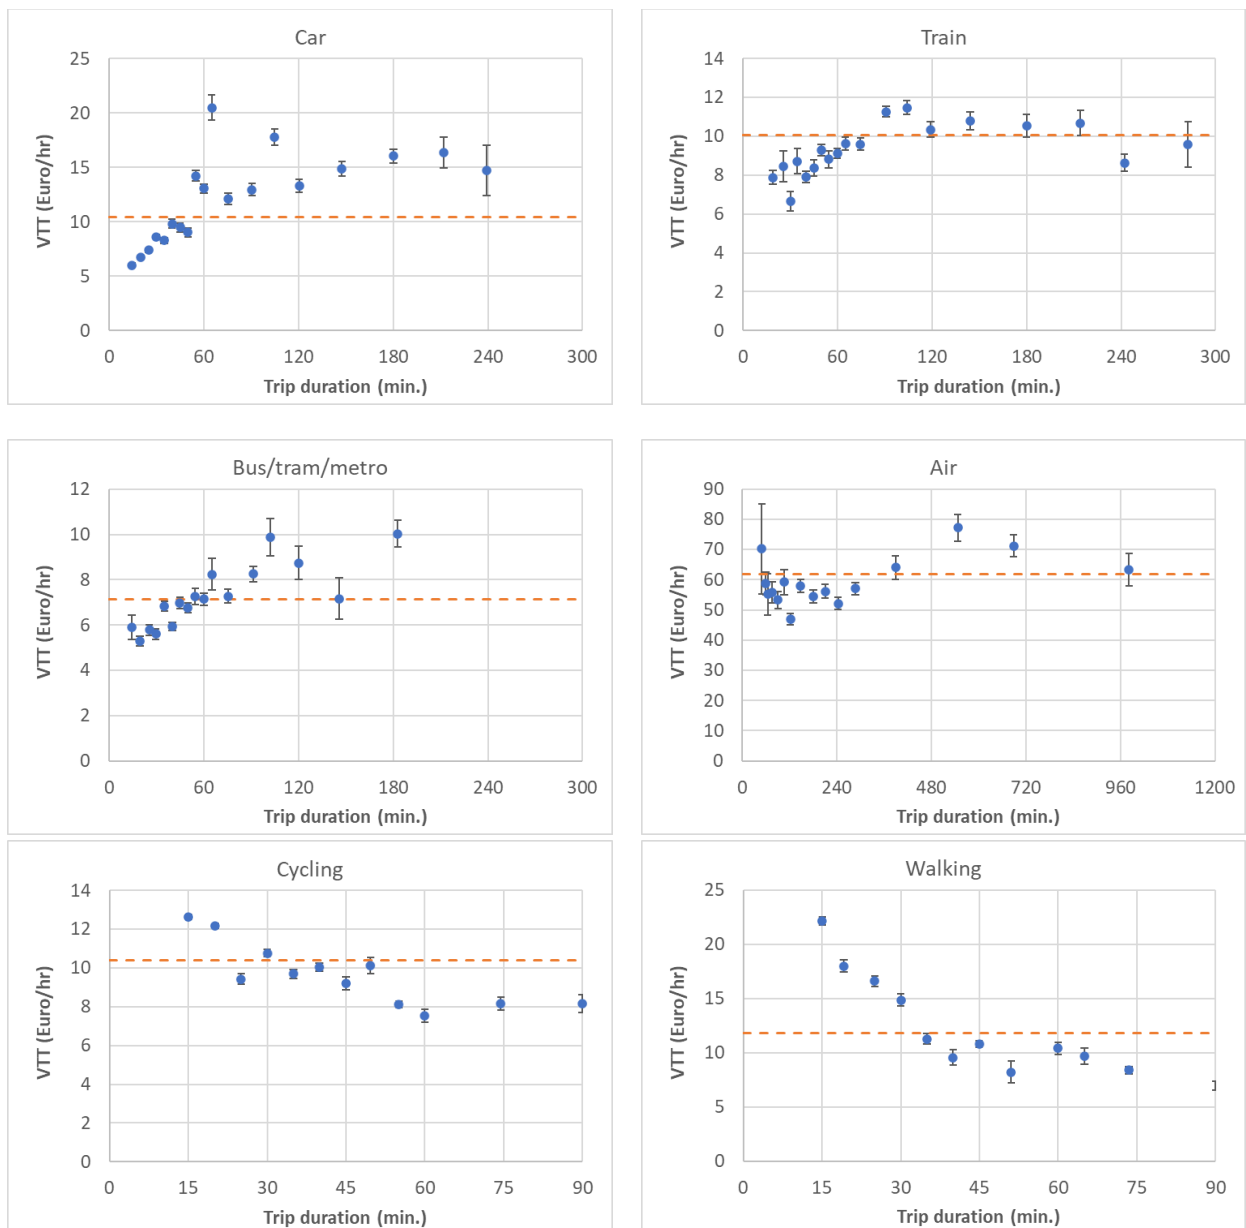 Car
25
20
15
10
5
0
VTT (Euro/hr)
0 60 120 180 240 300
Trip duration (min.)
Train
14
12
10
8
6
4
2
0
VTT (Euro/hr)
0 60 120 180 240 300
Trip duration (min.)
Bus/tram/metro
12
10
8
6
4
2
0
VTT (Euro/hr)
0 60 120 180 240 300
Trip duration (min.)
Air
90
80
70
60
50
40
30
20
10
0
VTT (Euro/hr)
0 240 480 720 960 1200
Trip duration (min.)
Cycling
14
12
10
8
6
4
2
0
VTT (Euro/hr)
0 15 30 45 60 75 90
Trip duration (min.)
Walking
25
20
15
10
5
0
VTT (Euro/hr)
0 15 30 45 60 75 90
Trip duration (min.)